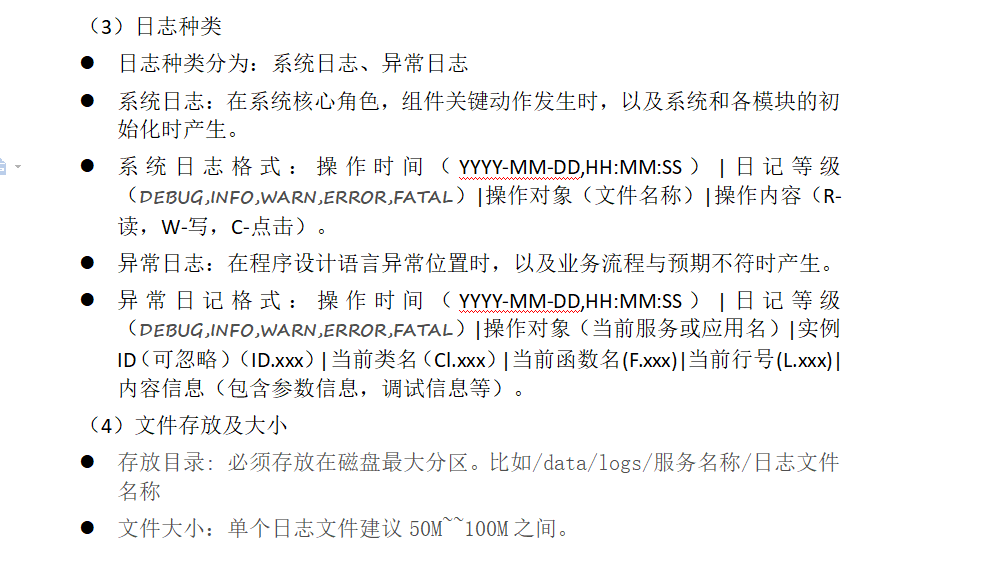 （3）日志种类
● 日志种类分为：系统日志、异常日志
● 系统日志：在系统核心角色，组件关键动作发生时，以及系统和各模块的初
始化时产生。
● 系统日志格式：操作时间（YYYY-MM-DD,HH:MM:SS）|日记等级
（DEBUG,INFO,WARN,ERROR,FATAL）|操作对象（文件名称）|操作内容（R-
读，W-写，C-点击）。
● 异常日志：在程序设计语言异常位置时，以及业务流程与预期不符时产生。
● 异常日记格式：操作时间（YYYY-MM-DD,HH:MM:SS）|日记等级
（DEBUG,INFO,WARN,ERROR,FATAL）|操作对象（当前服务或应用名）|实例
ID（可忽略）（ID.xxx）|当前类名（Cl.xxx）|当前函数名(F.xxx)|当前行号(L.xxx)|
内容信息（包含参数信息，调试信息等）。
（4）文件存放及大小
● 存放目录：必须存放在磁盘最大分区。比如/data/logs/服务名称/日志文件
名称
● 文件大小：单个日志文件建议 50M~~100M 之间。